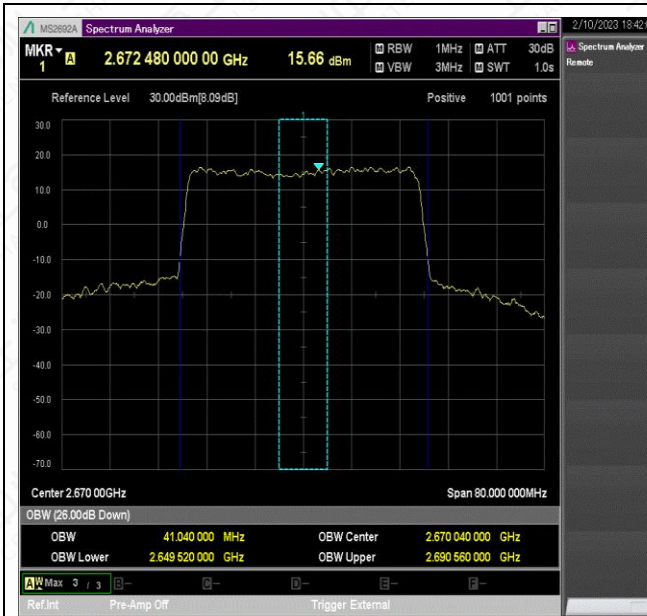 MS2692A Spectrum Analyzer
2/10/2023 18:42:
MKR 1 A 2.672 480 000 00 GHz 15.66 dBm M RBW 1MHz M ATT 30dB
M VBW 3MHz M SWT 1.0s
Spectrum Analyzer
Remote
Reference Level 30.00dBm[8.09dB] Positive 1001 points
30.0
20.0
10.0
0.0
-10.0
-20.0
-30.0
-40.0
-50.0
-60.0
-70.0
Center 2.670 00GHz Span 80.000 000MHz
OBW (26.00dB Down)
OBW 41.040 000 MHz OBW Center 2.670 040 000 GHz
OBW Lower 2.649 520 000 GHz OBW Upper 2.690 560 000 GHz
A W Max 3 / 3 B- C- D- E- F-
Ref.Int Pre-Amp Off Trigger External